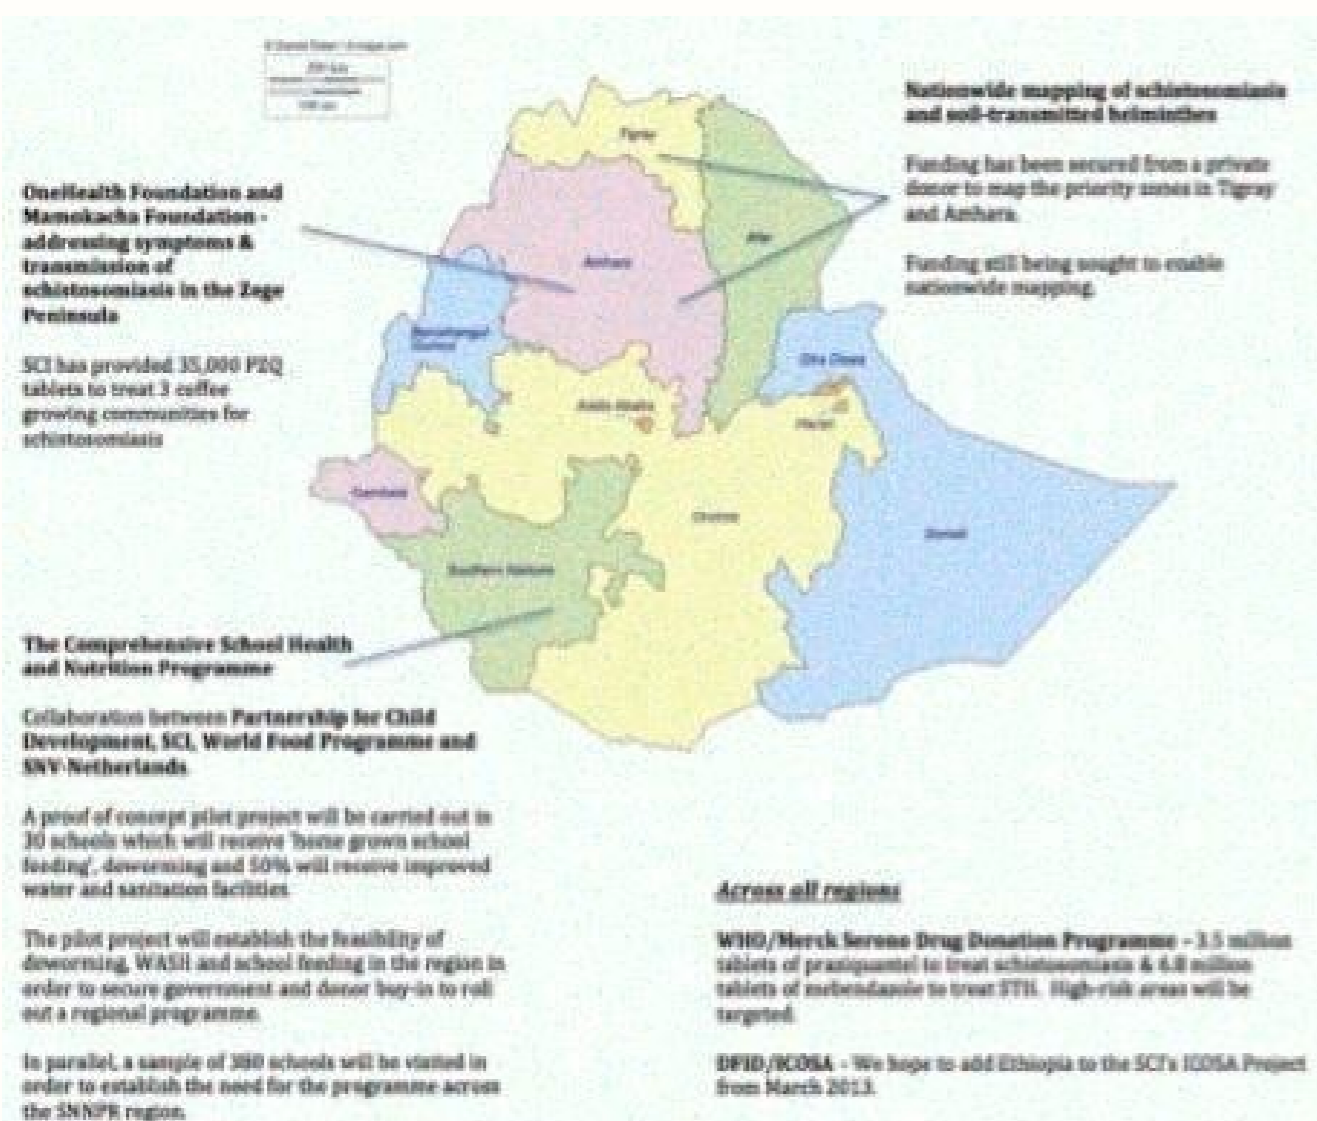 200 km
Nationwide mapping of schistosomiasis
and soil-transmitted helminthes
Funding has been secured from a private
donor to map the priority zones in Tigray
and Amhara.
Funding still being sought to enable
nationwide mapping.
OneHealth Foundation and
Mamokacha Foundation -
addressing symptoms &
transmission of
schistosomiasis in the Zege
Peninsula
SCI has provided 35,000 PZQ
tablets to treat 3 coffee
growing communities for
schistosomiasis
Tigray
Afar
Amhara
Benishangul
Gumuz
Dire Dawa
Addis Ababa
Harari
Gambela
Oromia
Somali
Southern Nations
The Comprehensive School Health
and Nutrition Programme
Collaboration between Partnership for Child
Development, SCI, World Food Programme and
SNV-Netherlands
A proof of concept pilot project will be carried out in
30 schools which will receive 'home grown school
feeding', deworming and 50% will receive improved
water and sanitation facilities
The pilot project will establish the feasibility of
deworming, WASH and school feeding in the region in
order to secure government and donor buy-in to roll
out a regional programme.
In parallel, a sample of 380 schools will be visited in
order to establish the need for the programme across
the SNNPR region.
Across all regions
WHO/Merck Serono Drug Donation Programme – 3.5 million
tablets of praziquantel to treat schistosomiasis & 6.8 million
tablets of mebendazole to treat STH. High-risk areas will be
targeted.
DFID/ICOSA - We hope to add Ethiopia to the SCI's ICOSA Project
from March 2013.